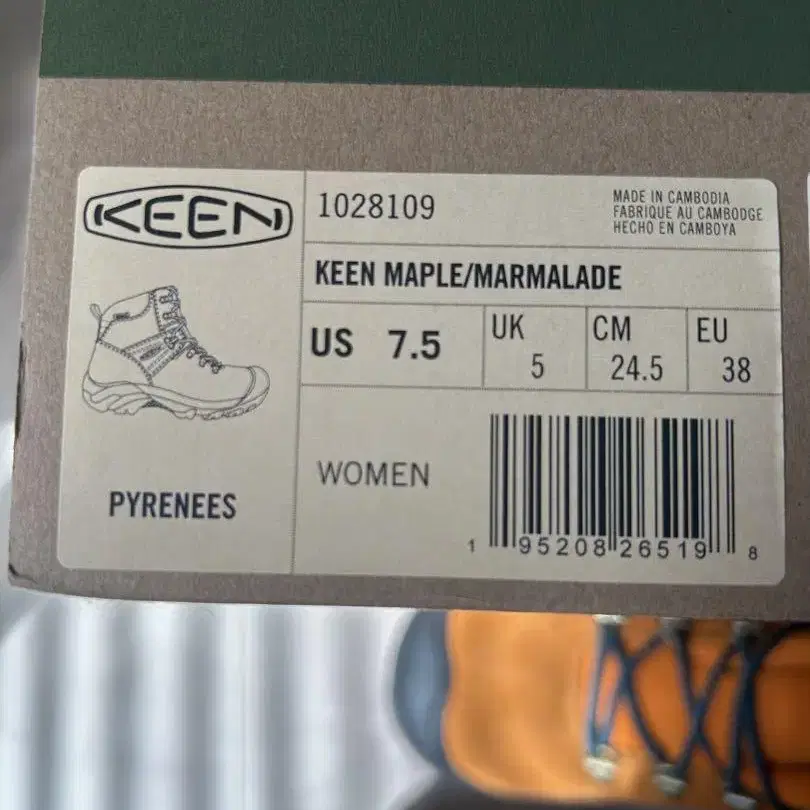 KEEN
1028109
MADE IN CAMBODIA
FABRIQUE AU CAMBODGE
HECHO EN CAMBOYA
KEEN MAPLE/MARMALADE
US 7.5
UK 5
CM 24.5
EU 38
PYRENEES
WOMEN
1 95208 26519 8